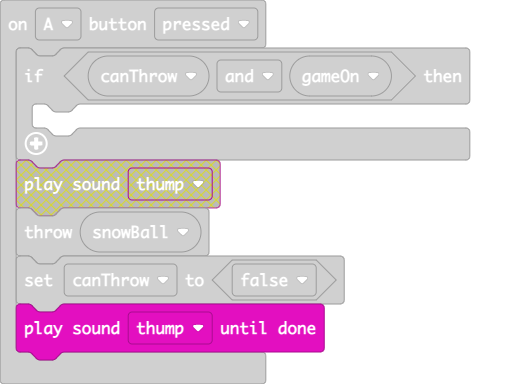 on A button pressed
if canThrow and gameOn then
play sound thump
throw snowBall
set canThrow to false
play sound thump until done